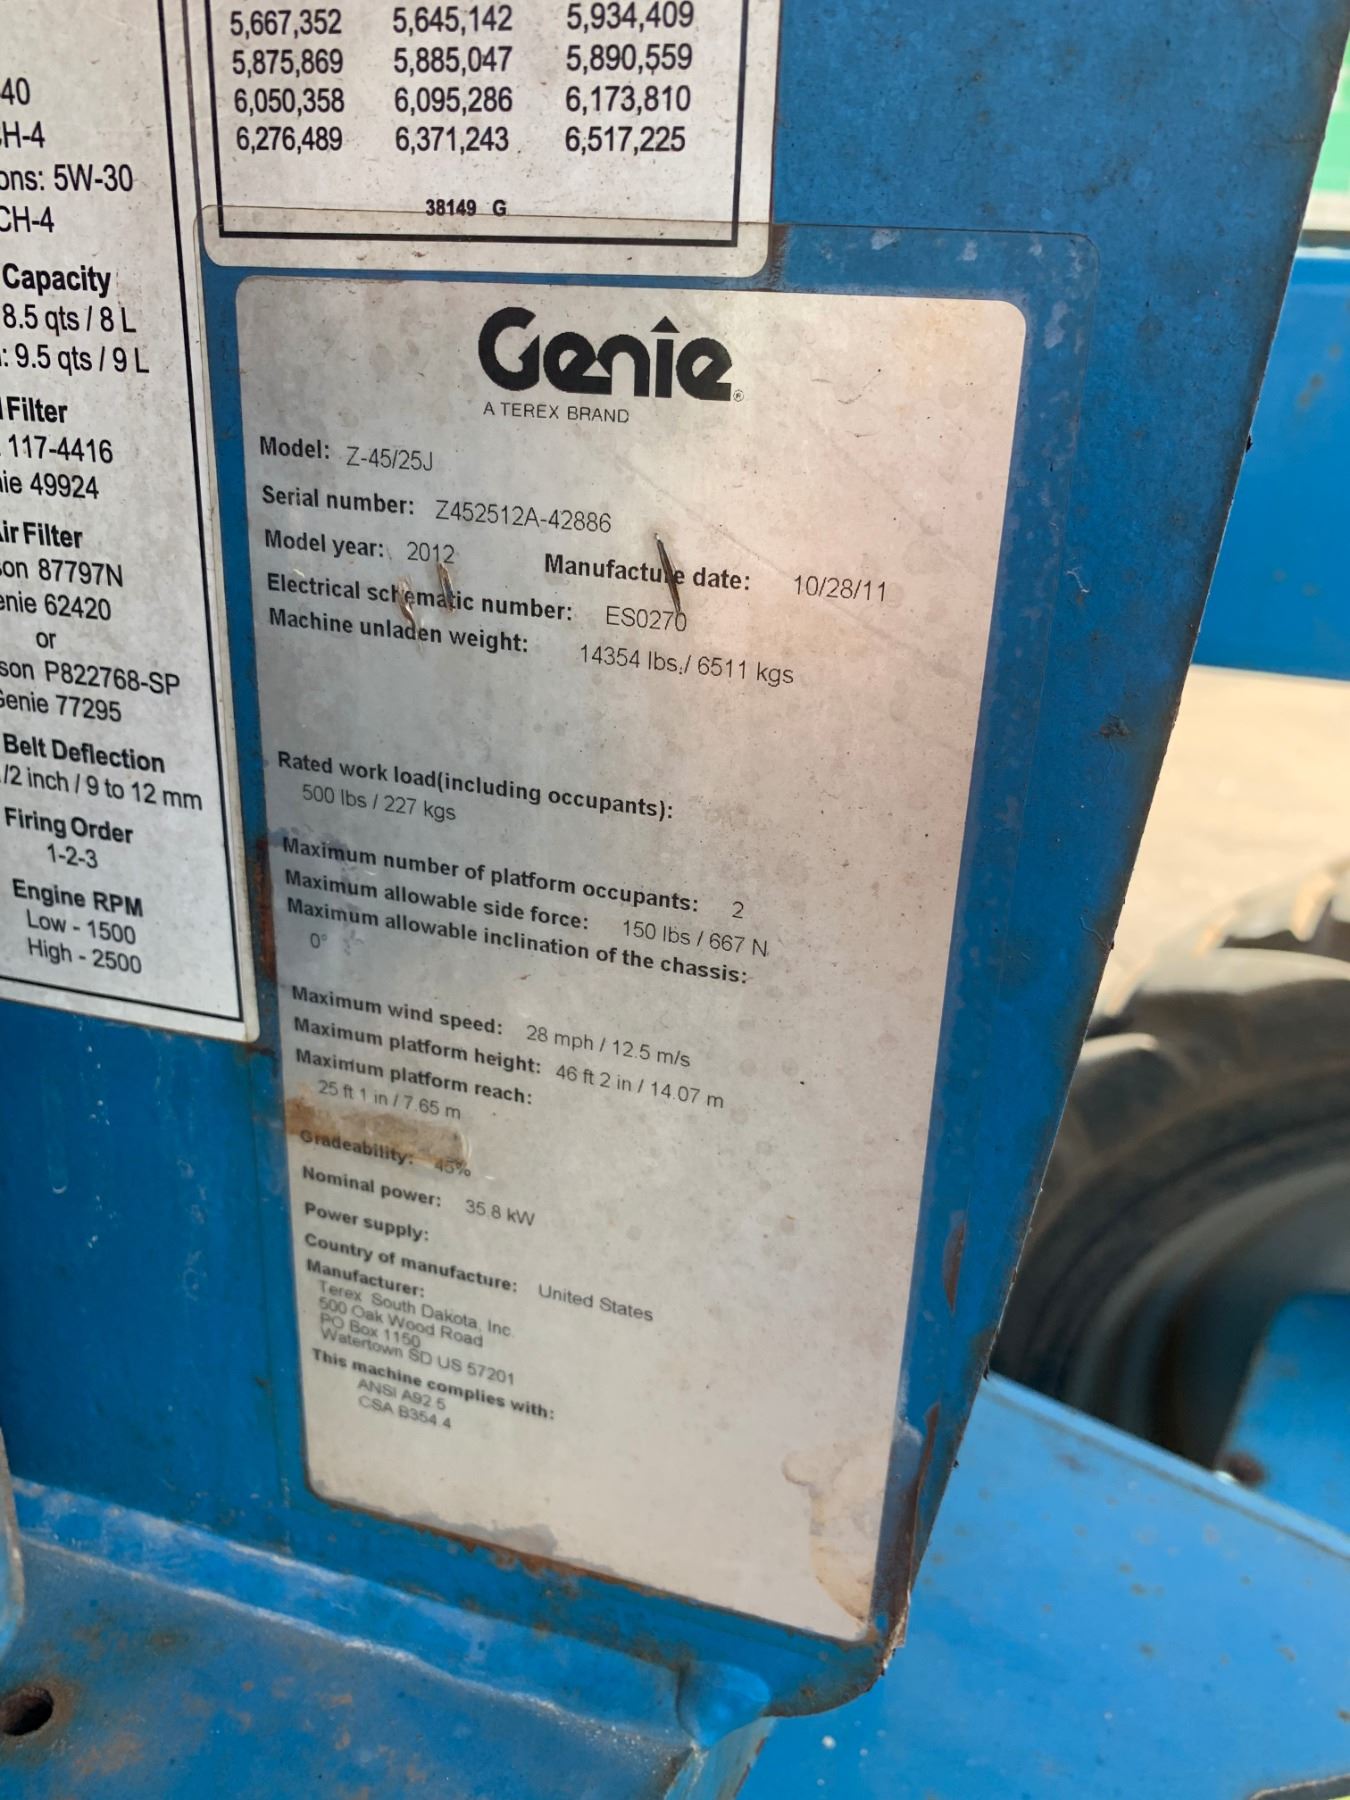 40
CH-4
ons: 5W-30
CH-4
Capacity
8.5 qts / 8 L
: 9.5 qts / 9 L
Filter
117-4416
nie 49924
Air Filter
son 87797N
enie 62420
or
son P822768-SP
Genie 77295
Belt Deflection
/2 inch / 9 to 12 mm
Firing Order
1-2-3
Engine RPM
Low - 1500
High - 2500
5,667,352 5,645,142 5,934,409
5,875,869 5,885,047 5,890,559
6,050,358 6,095,286 6,173,810
6,276,489 6,371,243 6,517,225
38149 G
Genie®
A TEREX BRAND
Model: Z-45/25J
Serial number: Z452512A-42886
Model year: 2012 Manufacture date: 10/28/11
Electrical schematic number: ES0270
Machine unladen weight: 14354 lbs./ 6511 kgs
Rated work load(including occupants):
500 lbs / 227 kgs
Maximum number of platform occupants: 2
Maximum allowable side force: 150 lbs / 667 N
Maximum allowable inclination of the chassis:
0°
Maximum wind speed: 28 mph / 12.5 m/s
Maximum platform height: 46 ft 2 in / 14.07 m
Maximum platform reach:
25 ft 1 in / 7.65 m
Gradeability: 45%
Nominal power: 35.8 kW
Power supply:
Country of manufacture: United States
Manufacturer:
Terex South Dakota, Inc.
500 Oak Wood Road
PO Box 1150
Watertown SD US 57201
This machine complies with:
ANSI A92.5
CSA B354.4